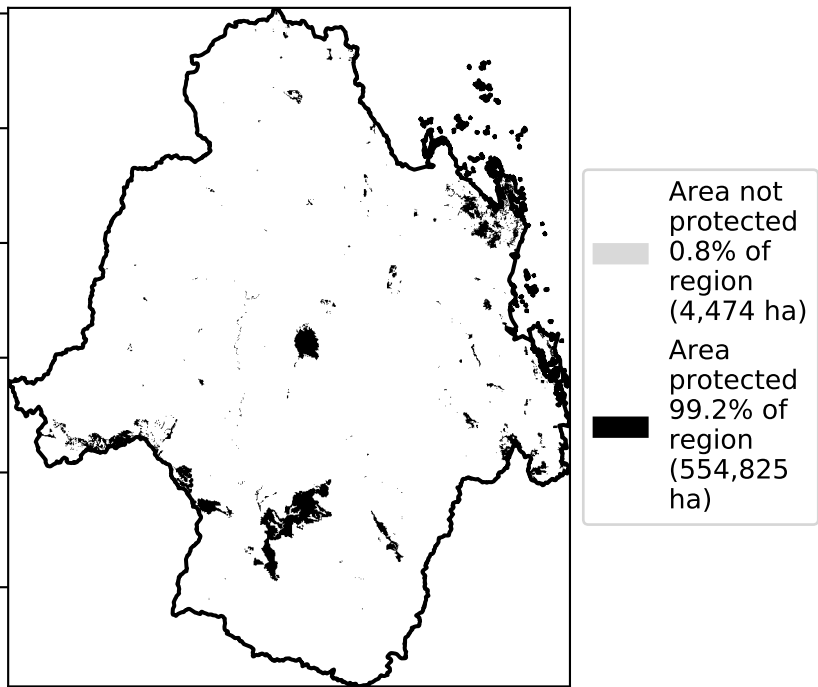 Area not
protected
0.8% of
region
(4,474 ha)
Area
protected
99.2% of
region
(554,825
ha)